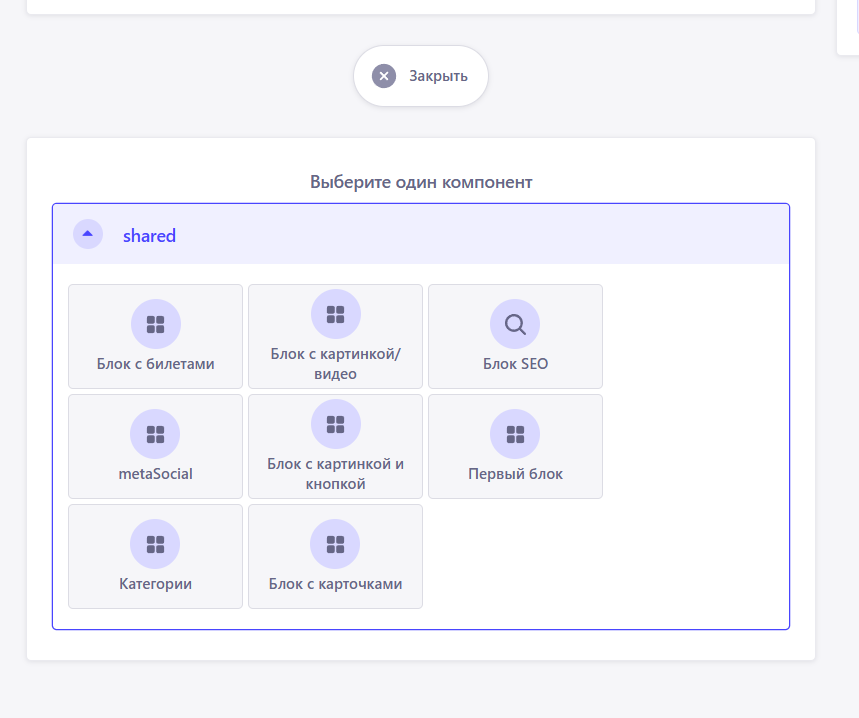 Закрыть
Выберите один компонент
shared
Блок с билетами
Блок с картинкой/
видео
Блок SEO
metaSocial
Блок с картинкой и
кнопкой
Первый блок
Категории
Блок с карточками